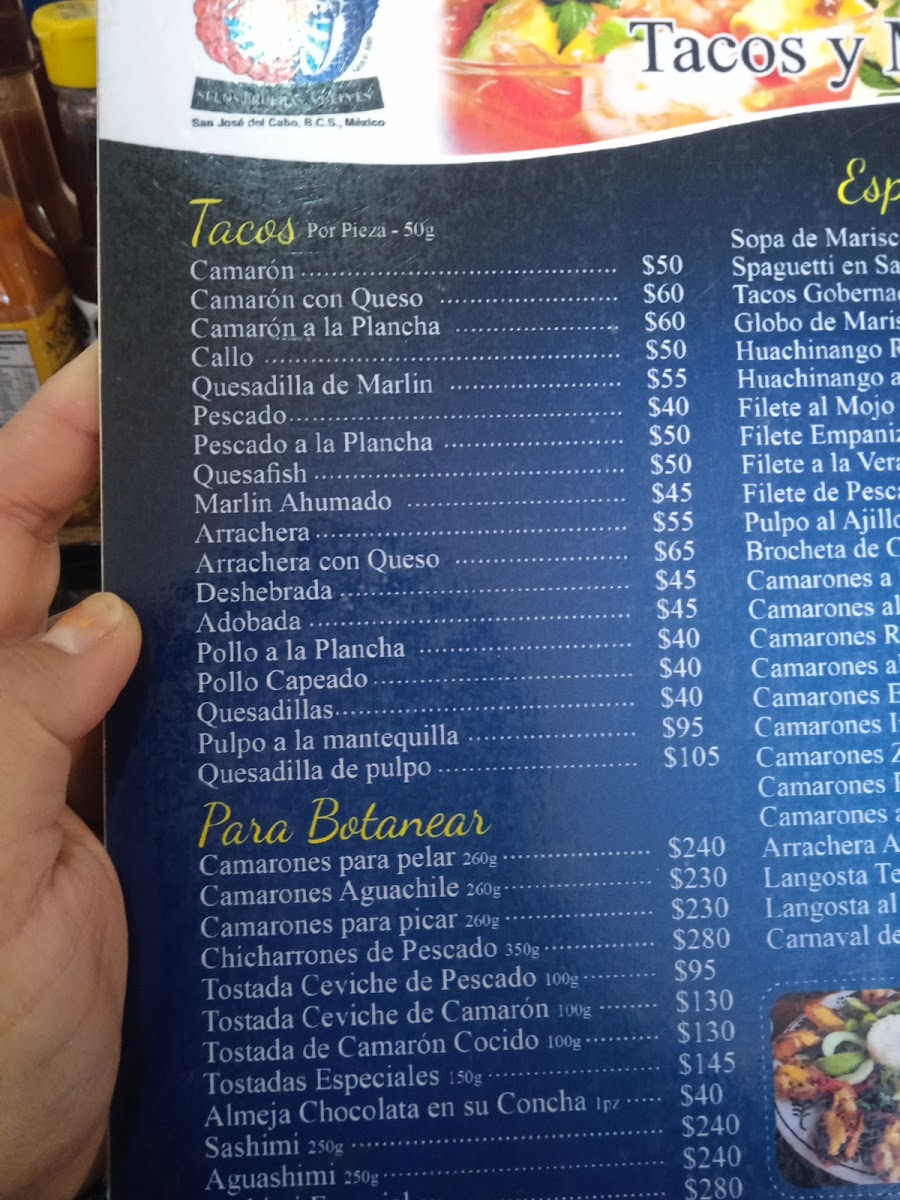 San José del Cabo, B.C.S., México
Tacos y
Tacos Por Pieza - 50g
Camarón $50
Camarón con Queso $60
Camarón a la Plancha $60
Callo $50
Quesadilla de Marlin $55
Pescado $40
Pescado a la Plancha $50
Quesafish $50
Marlin Ahumado $45
Arrachera $55
Arrachera con Queso $65
Deshebrada $45
Adobada $45
Pollo a la Plancha $40
Pollo Capeado $40
Quesadillas $40
Pulpo a la mantequilla $95
Quesadilla de pulpo $105
Para Botanear
Camarones para pelar 260g $240
Camarones Aguachile 260g $230
Camarones para picar 260g $230
Chicharrones de Pescado 350g $280
Tostada Ceviche de Pescado 100g $95
Tostada Ceviche de Camarón 100g $130
Tostada de Camarón Cocido 100g $130
Tostadas Especiales 150g $145
Almeja Chocolata en su Concha 1pz $40
Sashimi 250g $240
Aguashimi 250g $240
$280
Esp
Sopa de Marisc
Spaguetti en Sa
Tacos Goberna
Globo de Maris
Huachinango R
Huachinango a
Filete al Mojo
Filete Empaniz
Filete a la Vera
Filete de Pesca
Pulpo al Ajillo
Brocheta de C
Camarones a
Camarones al
Camarones R
Camarones al
Camarones E
Camarones I
Camarones Z
Camarones
Camarones a
Arrachera A
Langosta Te
Langosta al
Carnaval de